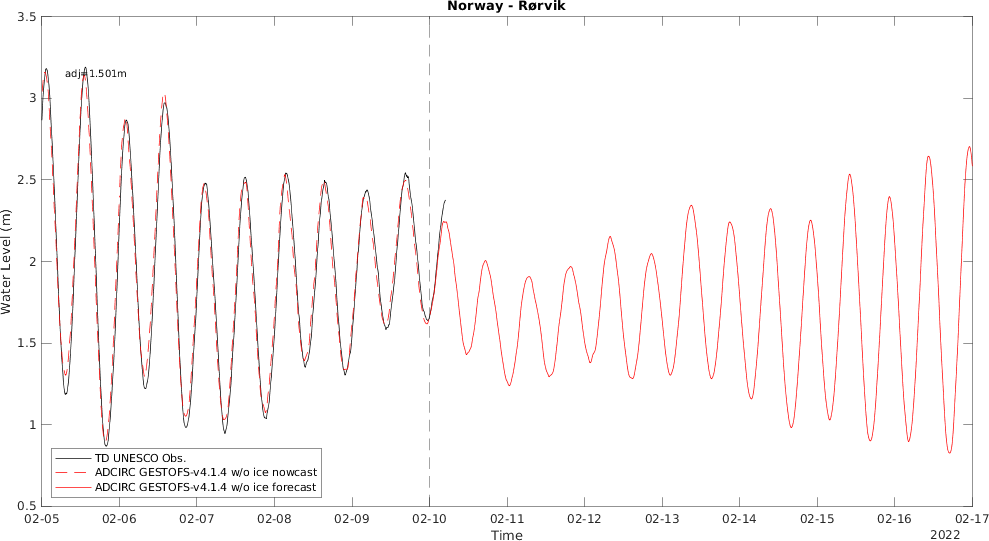 Norway - Rørvik
adj=1.501m
Water Level (m)
3.5
3
2.5
2
1.5
1
0.5
TD UNESCO Obs.
ADCIRC GESTOFS-v4.1.4 w/o ice nowcast
ADCIRC GESTOFS-v4.1.4 w/o ice forecast
02-05 02-06 02-07 02-08 02-09 02-10 02-11 02-12 02-13 02-14 02-15 02-16 02-17
Time
2022